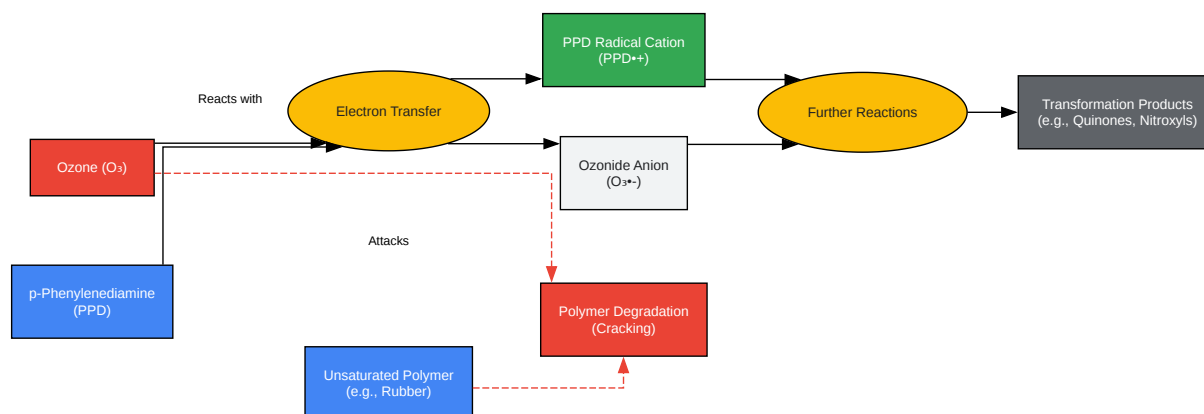 PPD Radical Cation
(PPD•+)
Reacts with
Electron Transfer
Further Reactions
Transformation Products
(e.g., Quinones, Nitroxyls)
Ozone (O₃)
Ozonide Anion
(O₃•-)
Attacks
p-Phenylenediamine
(PPD)
Polymer Degradation
(Cracking)
Unsaturated Polymer
(e.g., Rubber)